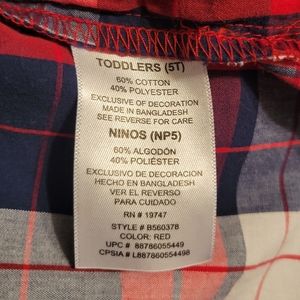 TODDLERS (5T)
60% COTTON
40% POLYESTER
EXCLUSIVE OF DECORATION
MADE IN BANGLADESH
SEE REVERSE FOR CARE
NINOS (NP5)
60% ALGODÓN
40% POLIÉSTER
EXCLUSIVO DE DECORACION
HECHO EN BANGLADESH
VER EL REVERSO
PARA CUIDADO
RN # 19747
STYLE # B560378
COLOR: RED
UPC # 88786055449
CPSIA # L887860554498